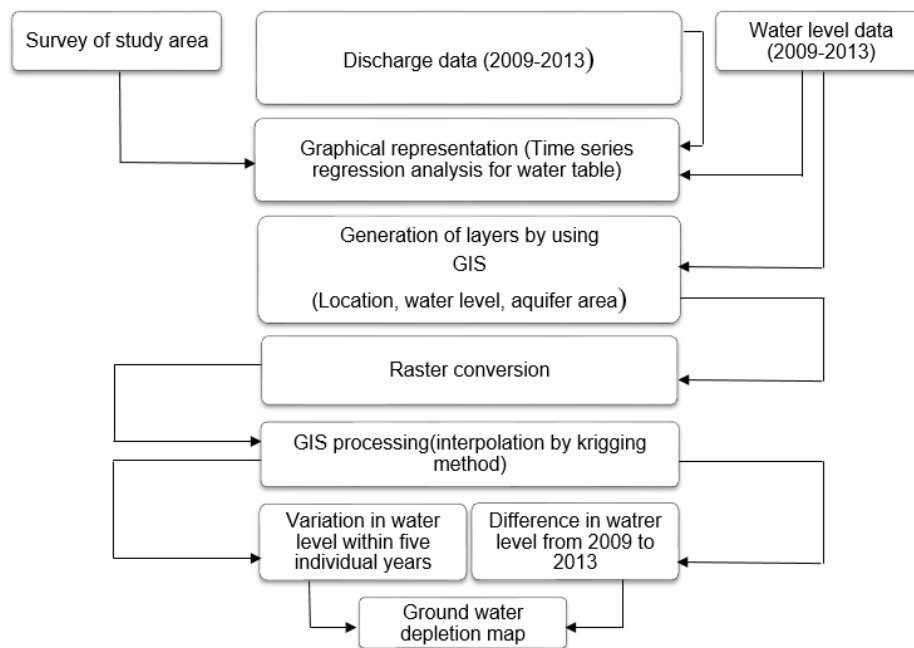 Survey of study area
Discharge data (2009-2013)
Water level data
(2009-2013)
Graphical representation (Time series
regression analysis for water table)
Generation of layers by using
GIS
(Location, water level, aquifer area)
Raster conversion
GIS processing(interpolation by krigging
method)
Variation in water
level within five
individual years
Difference in watrer
level from 2009 to
2013
Ground water
depletion map